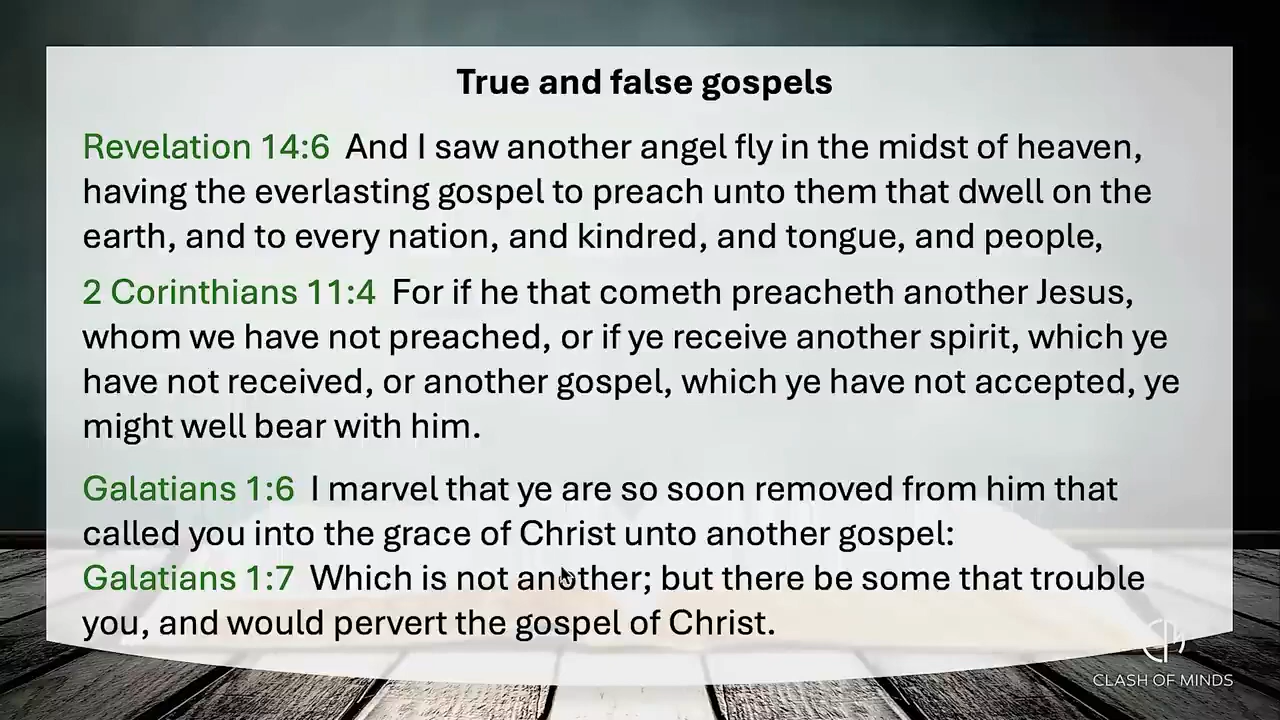 True and false gospels
Revelation 14:6 And I saw another angel fly in the midst of heaven,
having the everlasting gospel to preach unto them that dwell on the
earth, and to every nation, and kindred, and tongue, and people,
2 Corinthians 11:4 For if he that cometh preacheth another Jesus,
whom we have not preached, or if ye receive another spirit, which ye
have not received, or another gospel, which ye have not accepted, ye
might well bear with him.
Galatians 1:6 I marvel that ye are so soon removed from him that
called you into the grace of Christ unto another gospel:
Galatians 1:7 Which is not another; but there be some that trouble
you, and would pervert the gospel of Christ.
CLASH OF MINDS